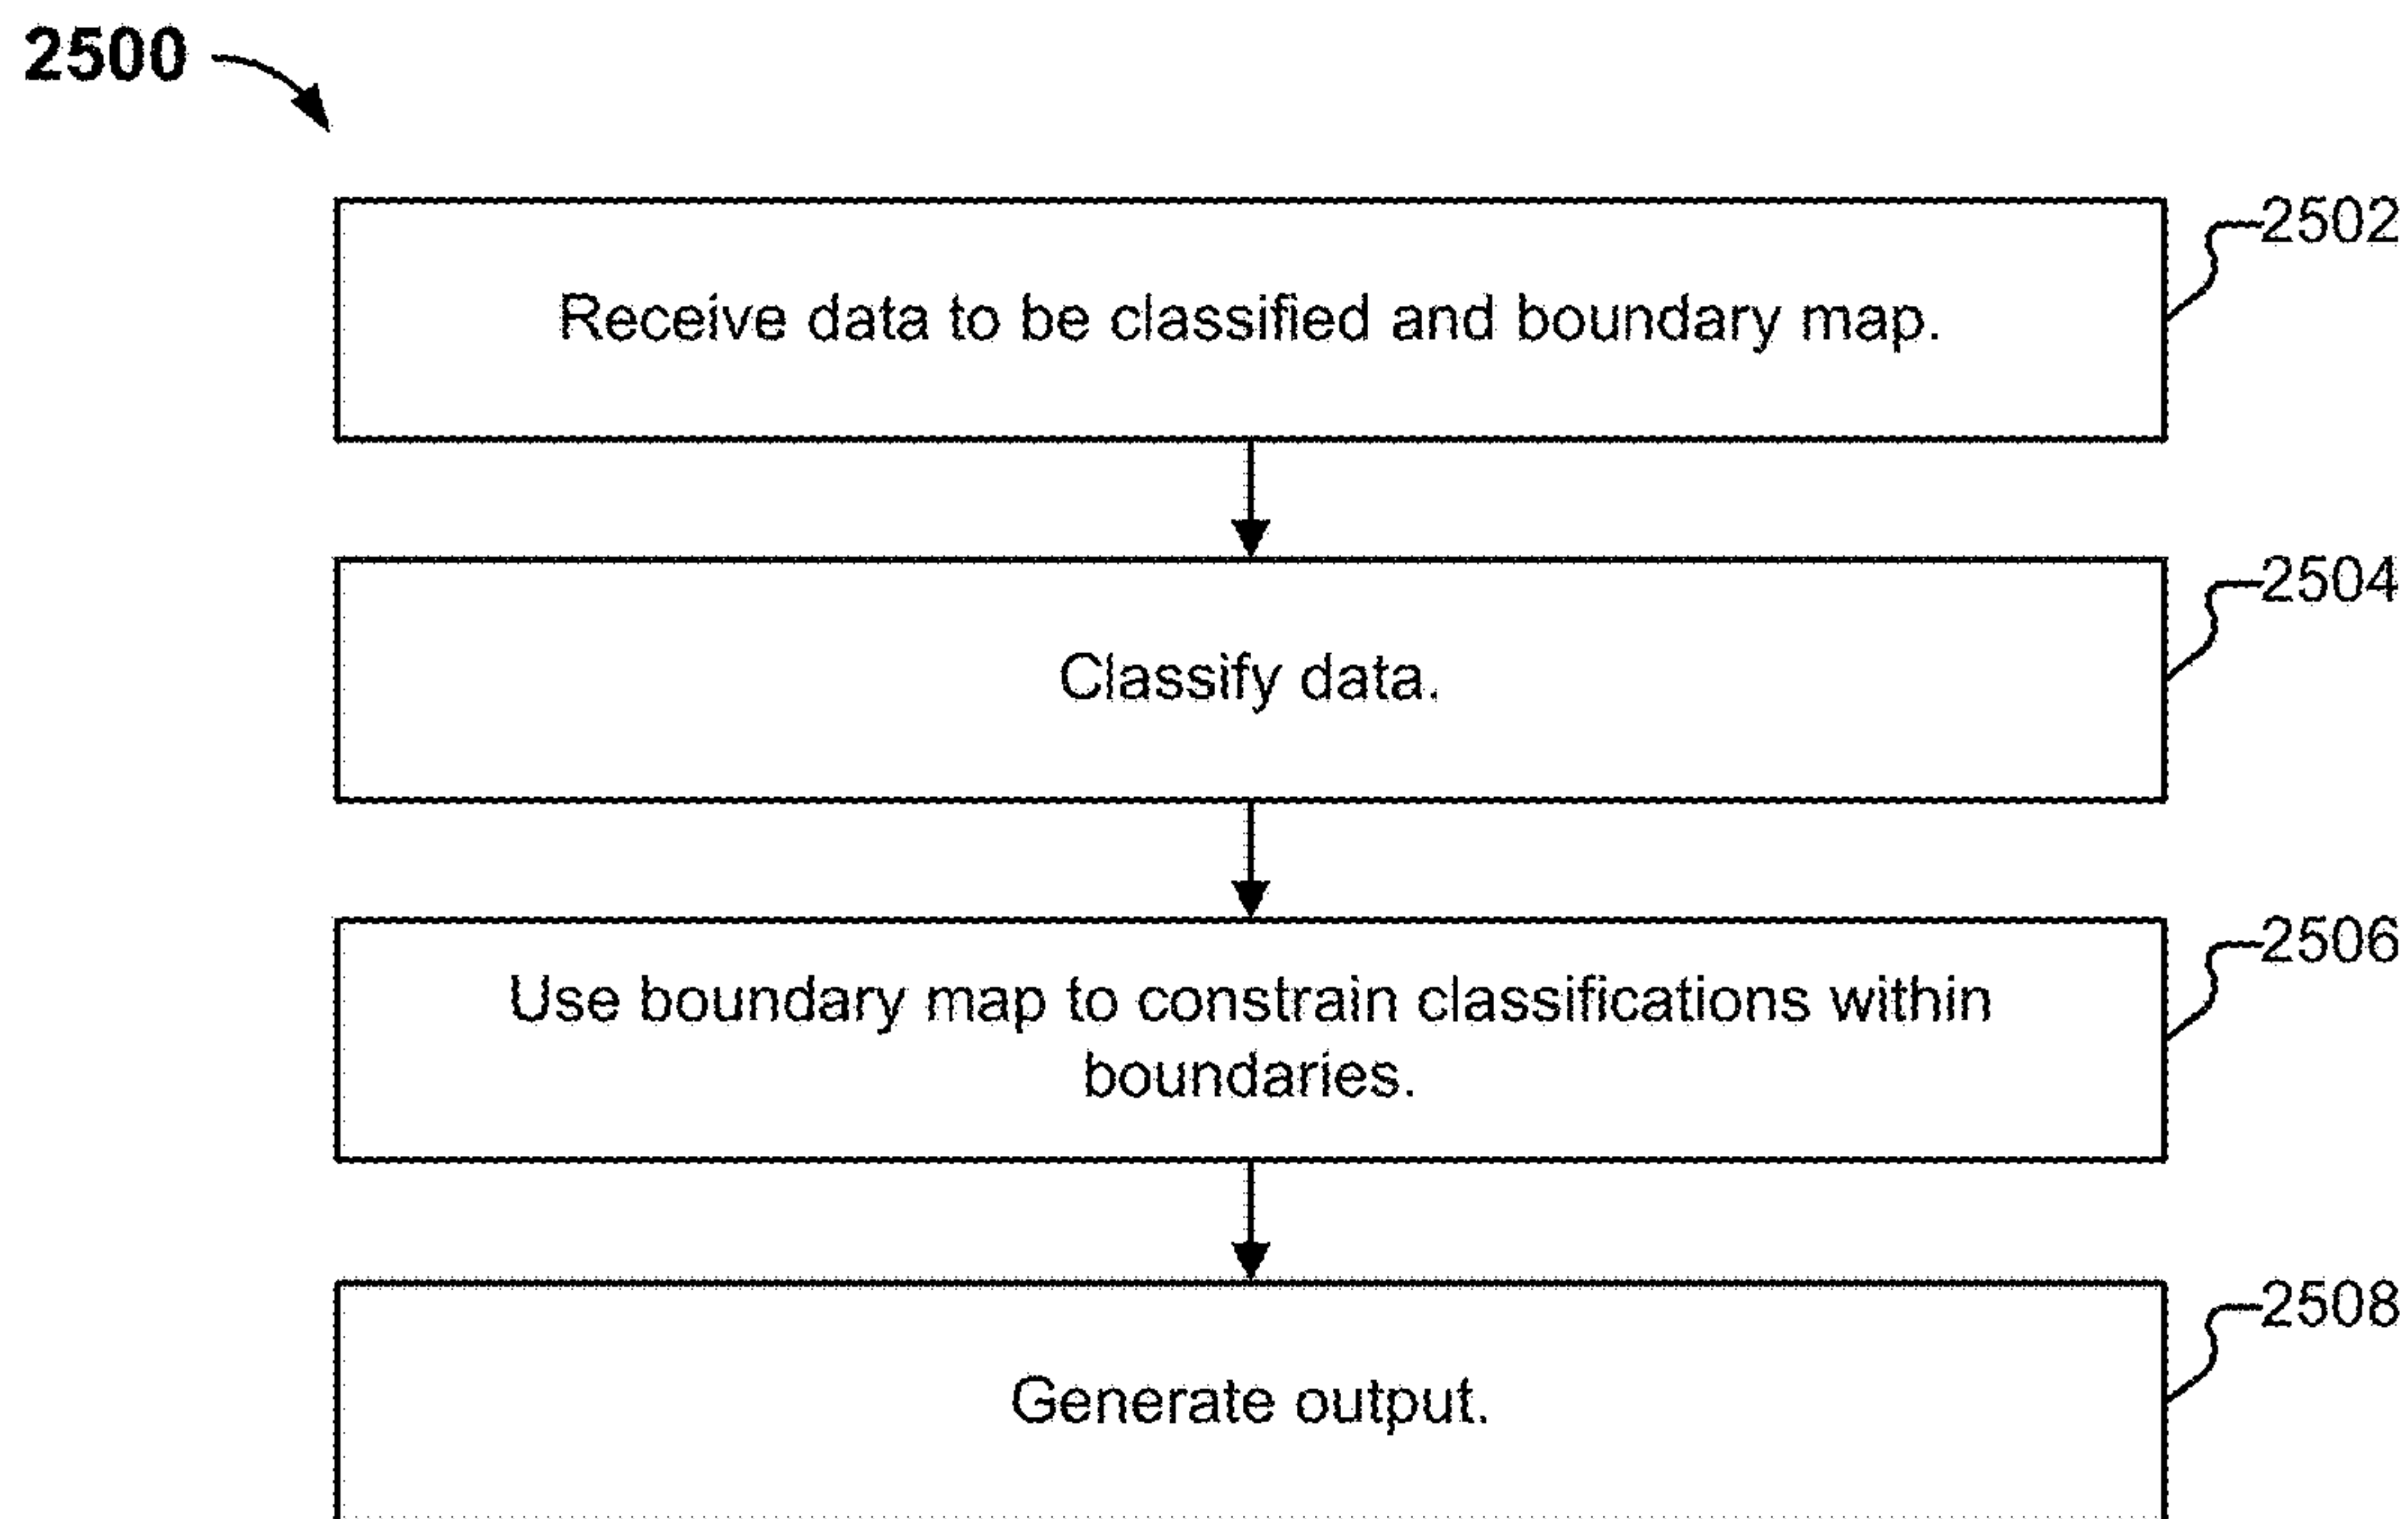 2500
2502
Receive data to be classified and boundary map.
2504
Classify data.
2506
Use boundary map to constrain classifications within
boundaries.
2508
Generate output.